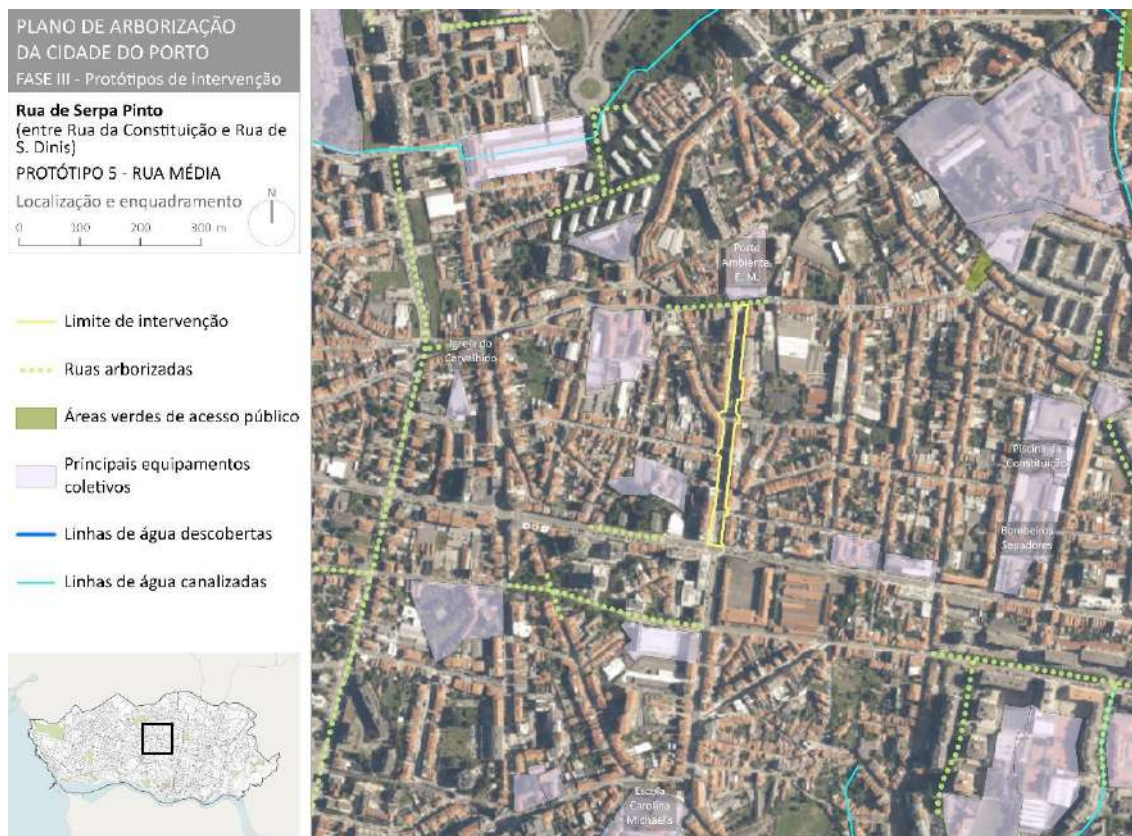 PLANO DE ARBORIZAÇÃO
DA CIDADE DO PORTO
FASE III - Protótipos de intervenção
Rua de Serpa Pinto
(entre Rua da Constituição e Rua de
S. Dinis)
PROTÓTIPO 5 - RUA MÉDIA
Localização e enquadramento
N
0 100 200 300 m
Limite de intervenção
Ruas arborizadas
Áreas verdes de acesso público
Principais equipamentos
coletivos
Linhas de água descobertas
Linhas de água canalizadas
Porto
Ambiente,
E. M.
Igreja do
Carvalhido
Piscina da
Constituição
Bombeiros
Sapadores
Escola
Carolina
Michaelis